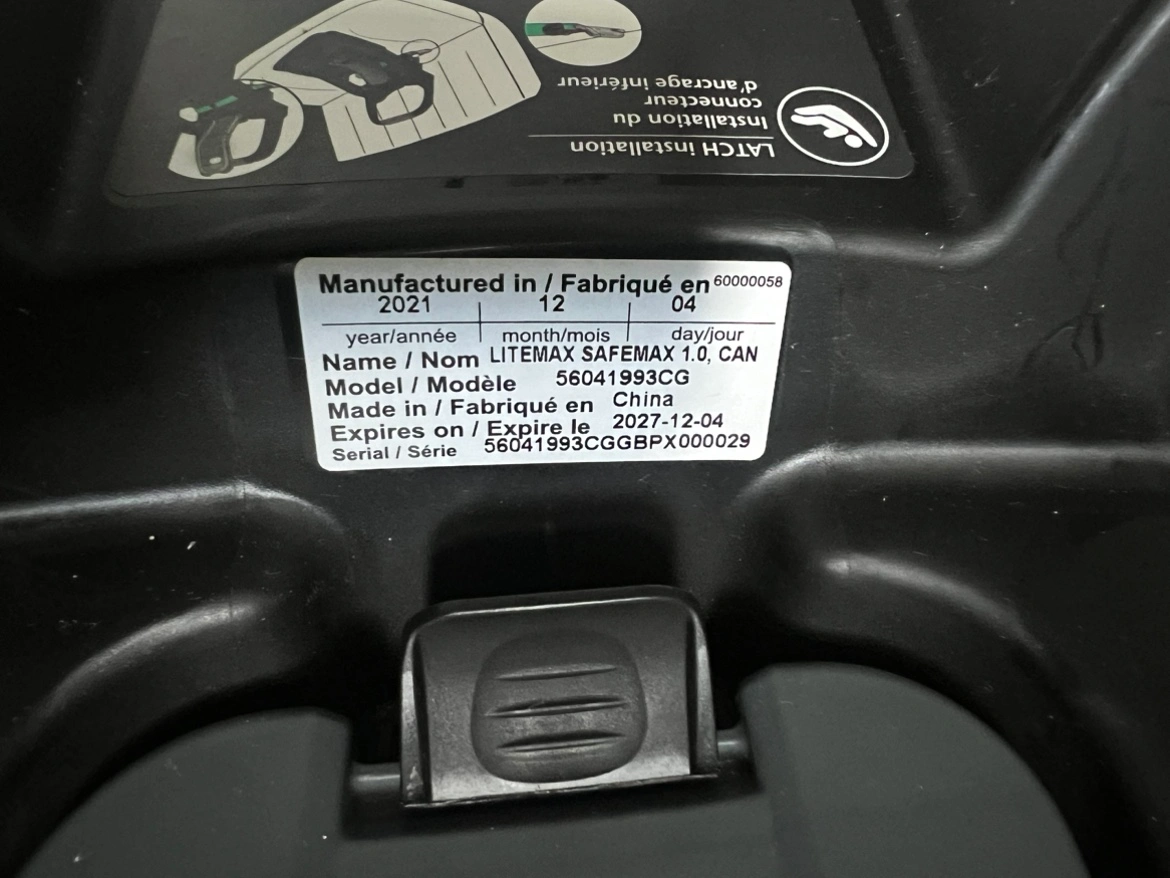 LATCH installation
Installation du
connecteur
d'ancrage inférieur
Manufactured in / Fabriqué en 60000058
2021 12 04
year/année month/mois day/jour
Name / Nom LITEMAX SAFEMAX 1.0, CAN
Model / Modèle 56041993CG
Made in / Fabriqué en China
Expires on / Expire le 2027-12-04
Serial / Série 56041993CGGBPX000029